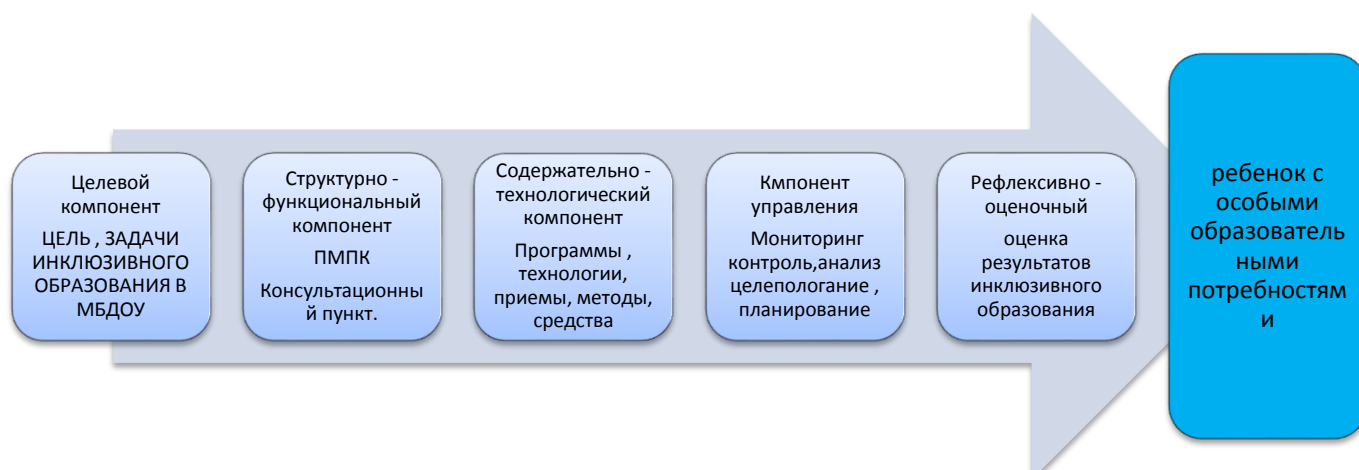 Целевой
компонент
ЦЕЛЬ , ЗАДАЧИ
ИНКЛЮЗИВНОГО
ОБРАЗОВАНИЯ В
МБДОУ
Структурно -
функциональный
компонент
ПМПК
Консультационны
й пункт.
Содержательно -
технологический
компонент
Программы ,
технологии,
приемы, методы,
средства
Кмпонент
управления
Мониторинг
контроль,анализ
целепологание ,
планирование
Рефлексивно -
оценочный
оценка
результатов
инклюзивного
образования
ребенок с
особыми
образователь
ными
потребностям
и